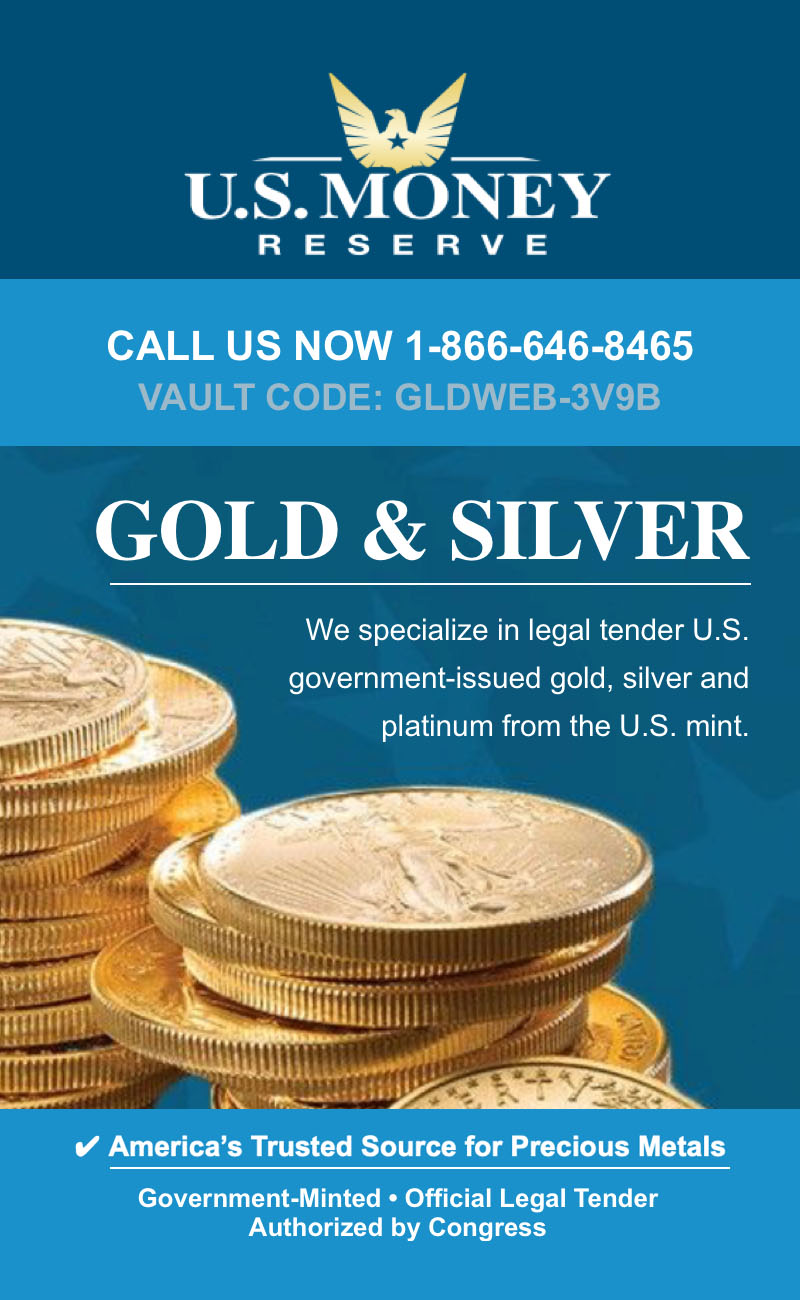 U.S. MONEY
RESERVE
CALL US NOW 1-866-646-8465
VAULT CODE: GLDWEB-3V9B
GOLD & SILVER
We specialize in legal tender U.S.
government-issued gold, silver and
platinum from the U.S. mint.
✔ America’s Trusted Source for Precious Metals
Government-Minted • Official Legal Tender
Authorized by Congress